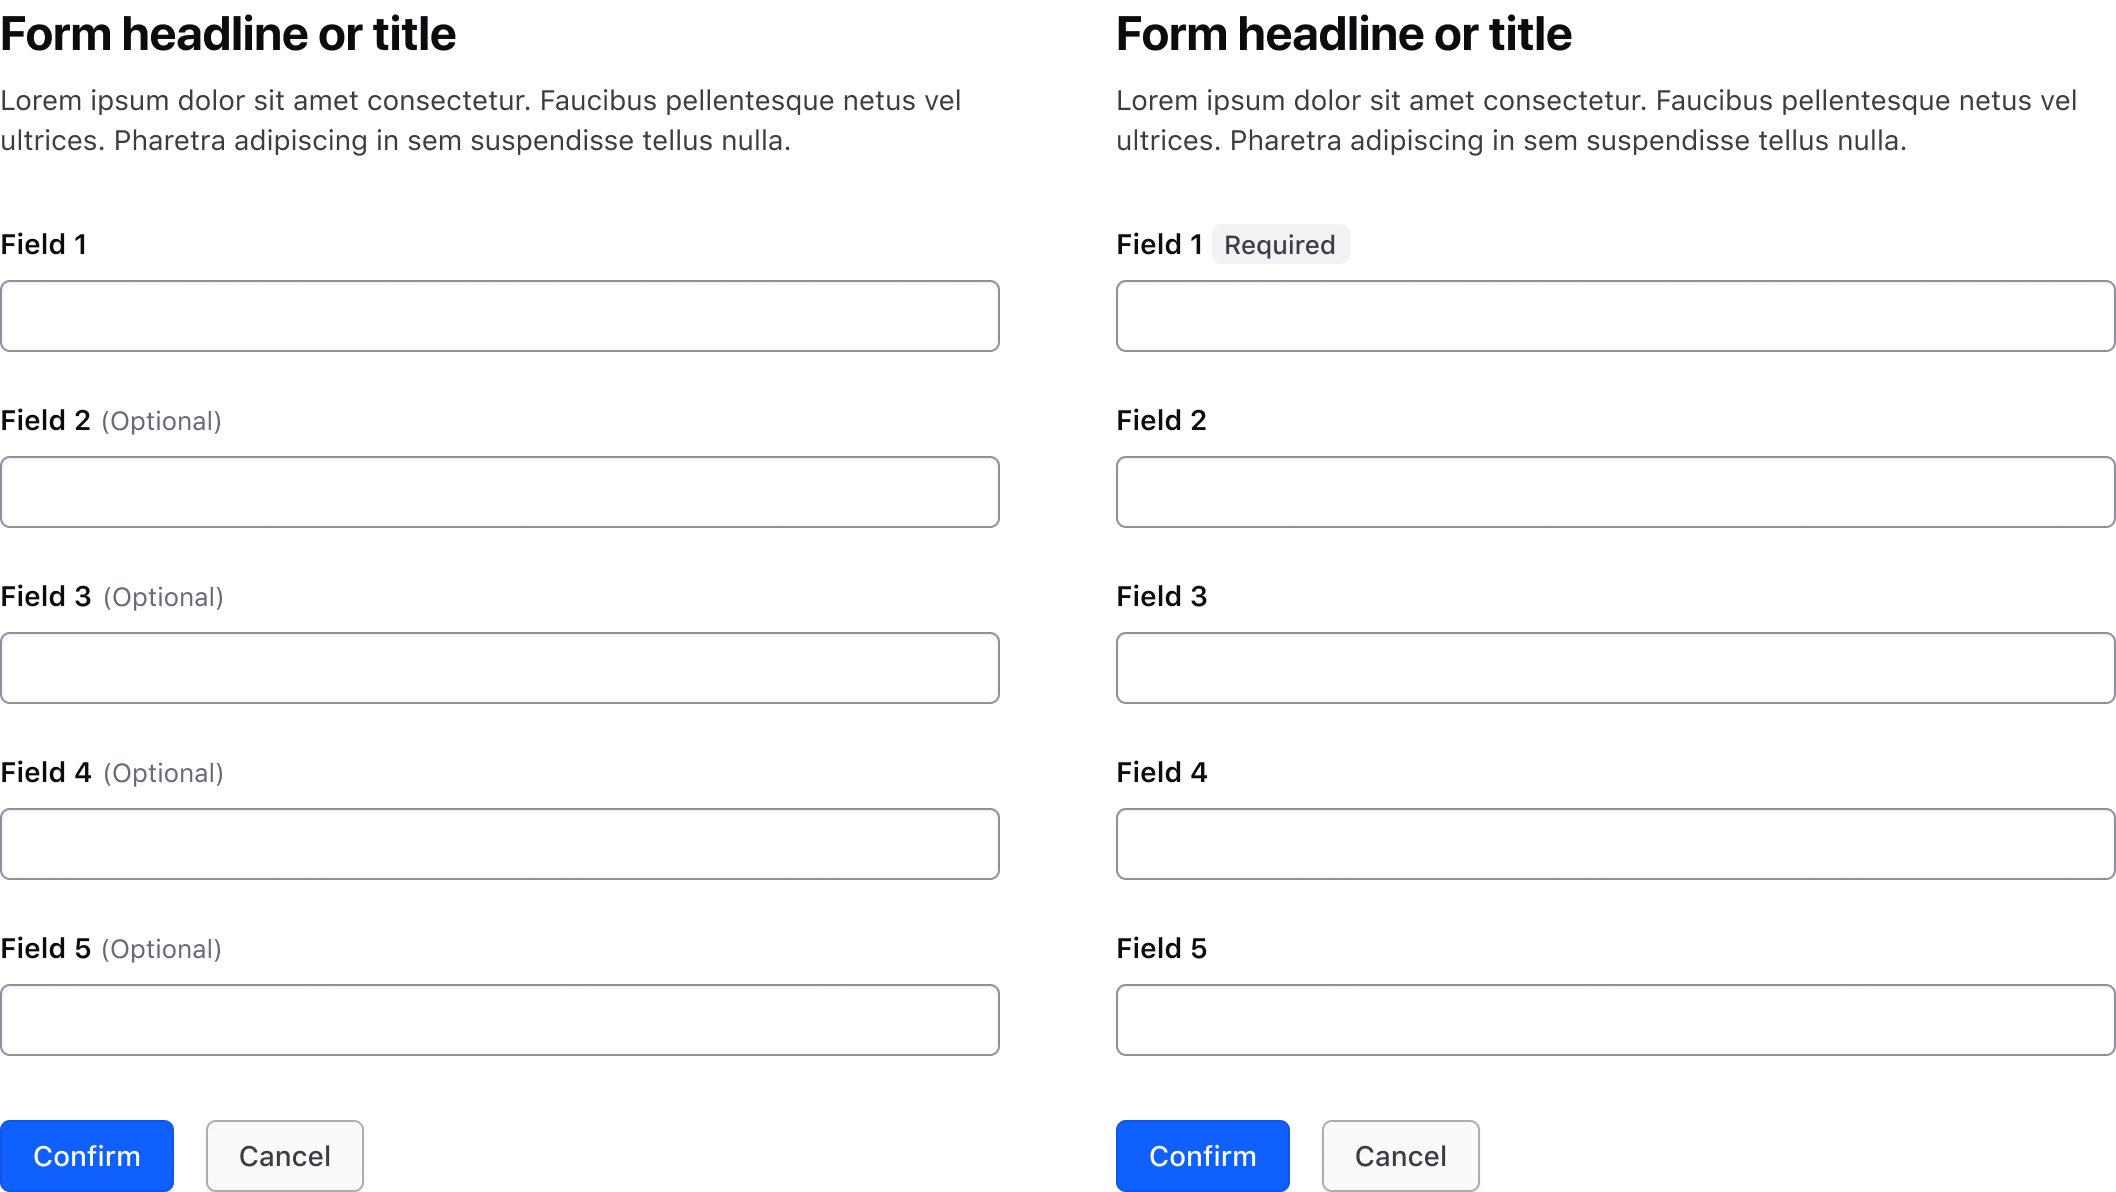 Form headline or title
Lorem ipsum dolor sit amet consectetur. Faucibus pellentesque netus vel
ultrices. Pharetra adipiscing in sem suspendisse tellus nulla.
Field 1
Field 2 (Optional)
Field 3 (Optional)
Field 4 (Optional)
Field 5 (Optional)
Confirm Cancel
Form headline or title
Lorem ipsum dolor sit amet consectetur. Faucibus pellentesque netus vel
ultrices. Pharetra adipiscing in sem suspendisse tellus nulla.
Field 1 Required
Field 2
Field 3
Field 4
Field 5
Confirm Cancel